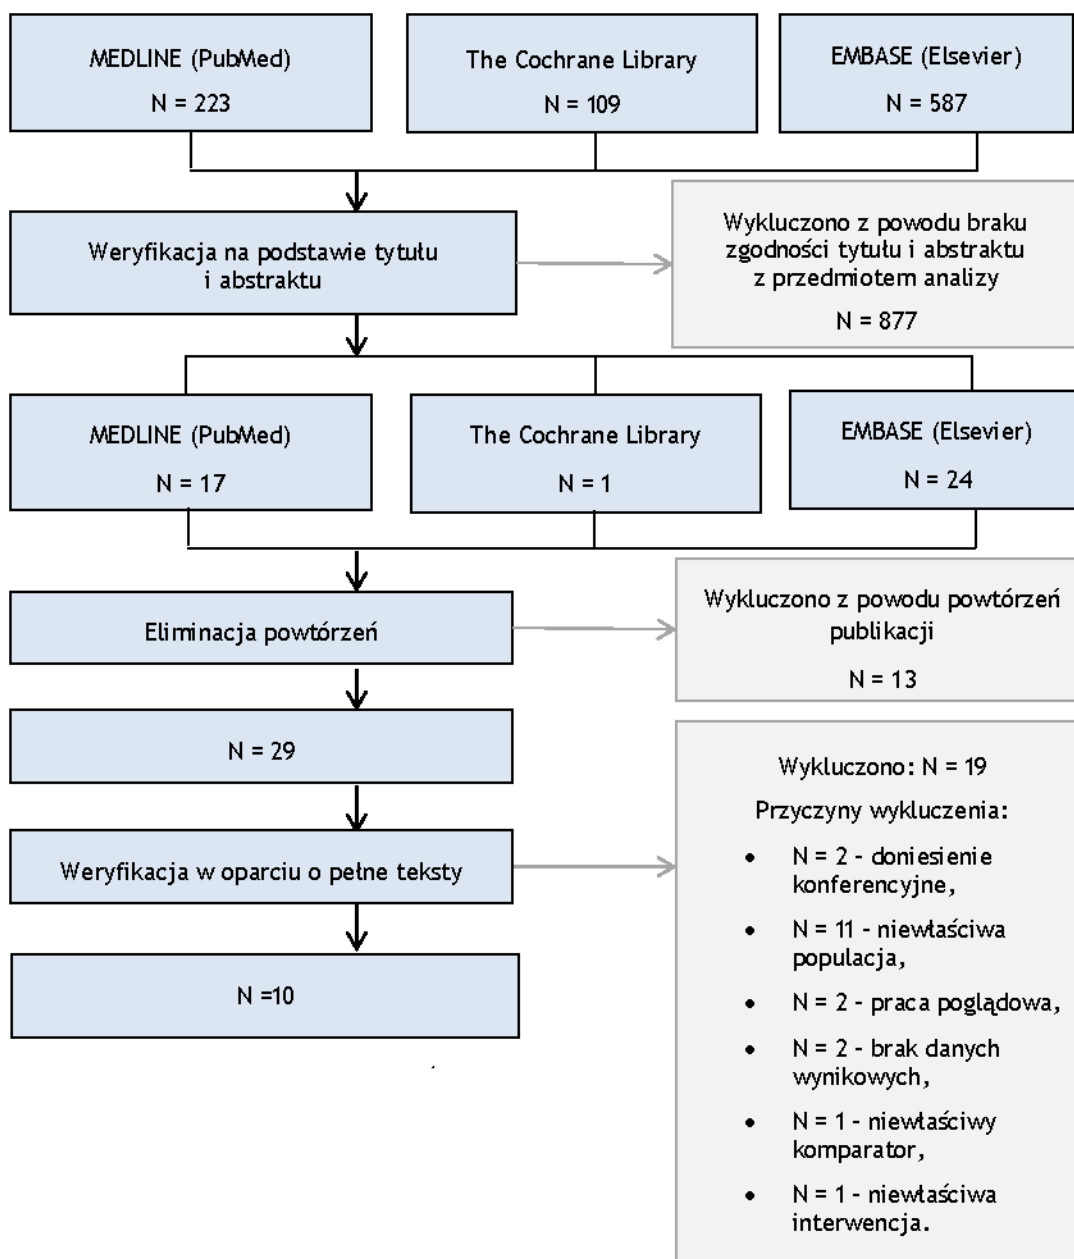 MEDLINE (PubMed)
N = 223
The Cochrane Library
N = 109
EMBASE (Elsevier)
N = 587
Weryfikacja na podstawie tytułu
i abstraktu
Wykluczono z powodu braku
zgodności tytułu i abstraktu
z przedmiotem analizy
N = 877
MEDLINE (PubMed)
N = 17
The Cochrane Library
N = 1
EMBASE (Elsevier)
N = 24
Eliminacja powtórzeń
Wykluczono z powodu powtórzeń
publikacji
N = 13
N = 29
Weryfikacja w oparciu o pełne teksty
Wykluczono: N = 19
Przyczyny wykluczenia:
• N = 2 - doniesienie
konferencyjne,
• N = 11 - niewłaściwa
populacja,
• N = 2 - praca poglądowa,
• N = 2 - brak danych
wynikowych,
• N = 1 - niewłaściwy
komparator,
• N = 1 - niewłaściwa
interwencja.
N =10